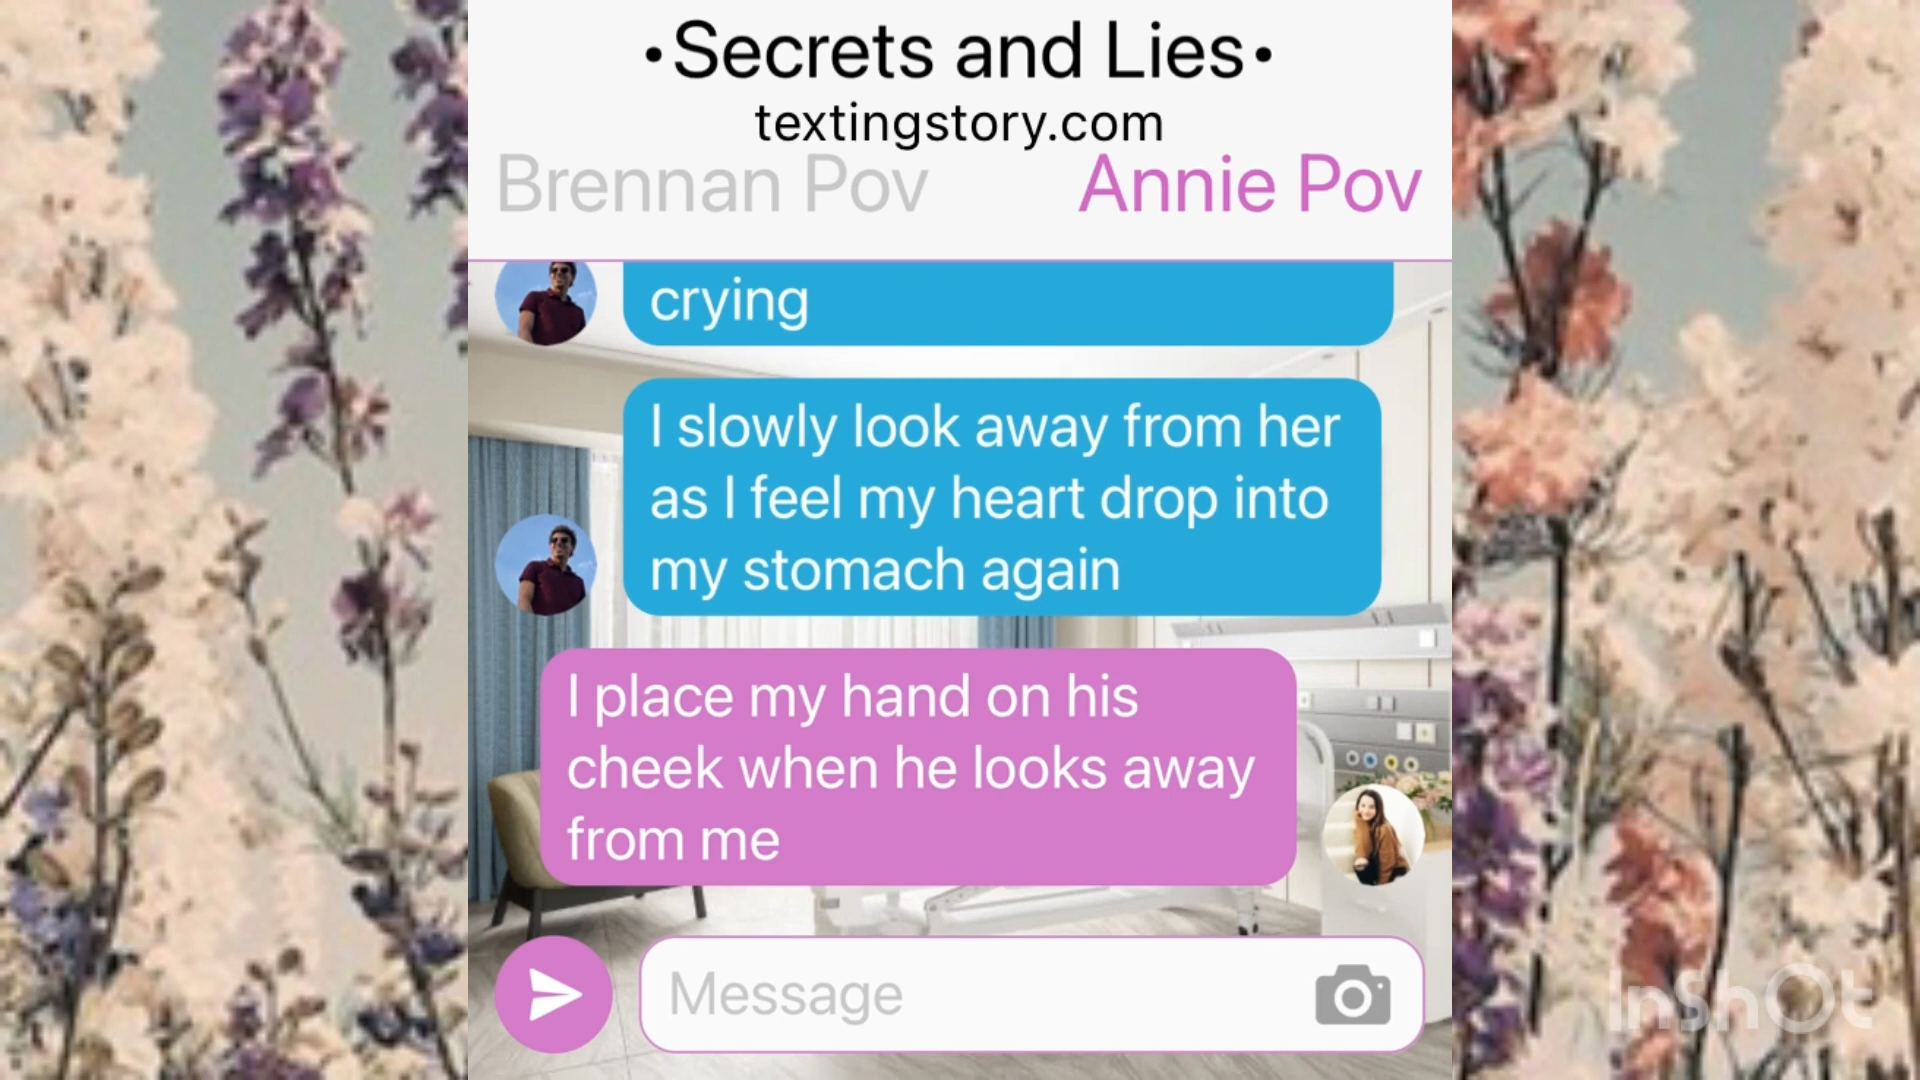 •Secrets and Lies•
textingstory.com
Brennan Pov
Annie Pov
crying
I slowly look away from her
as I feel my heart drop into
my stomach again
I place my hand on his
cheek when he looks away
from me
Message
InShOt